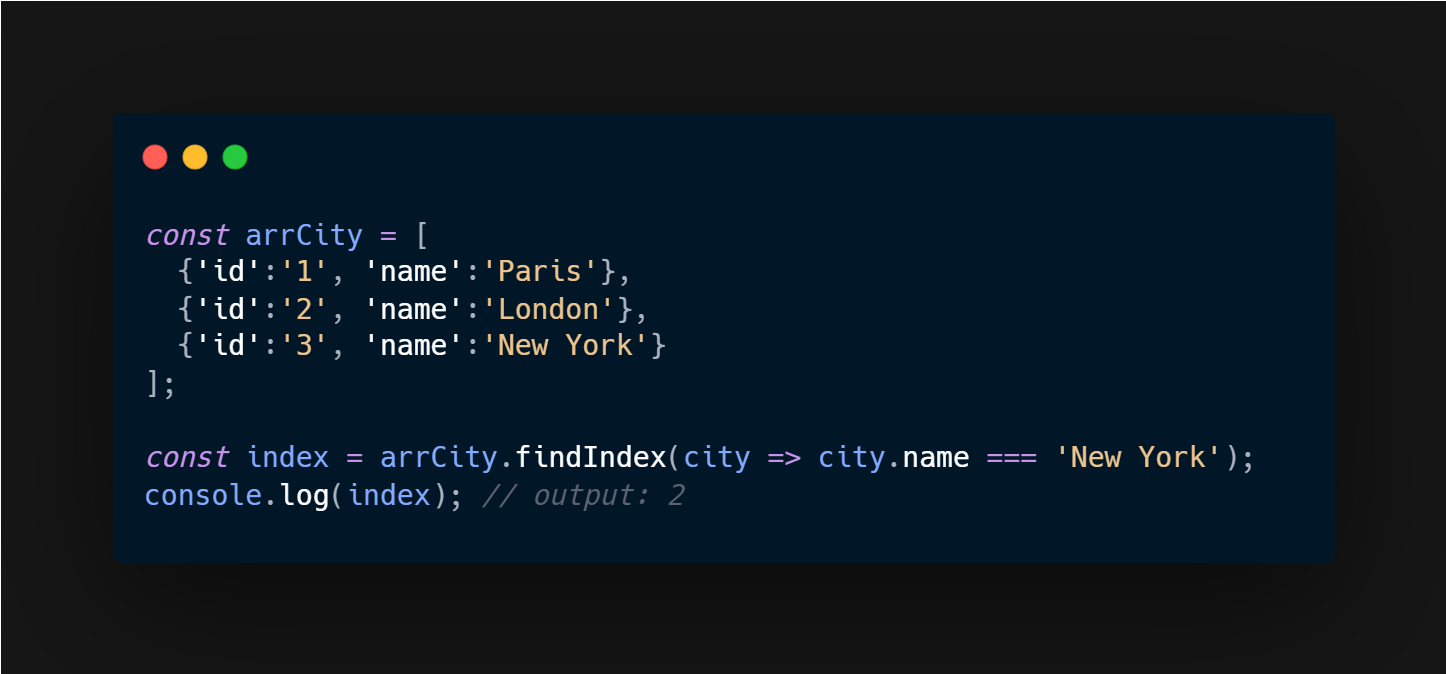 const arrCity = [
  {'id':'1', 'name':'Paris'},
  {'id':'2', 'name':'London'},
  {'id':'3', 'name':'New York'}
];

const index = arrCity.findIndex(city => city.name === 'New York');
console.log(index); // output: 2